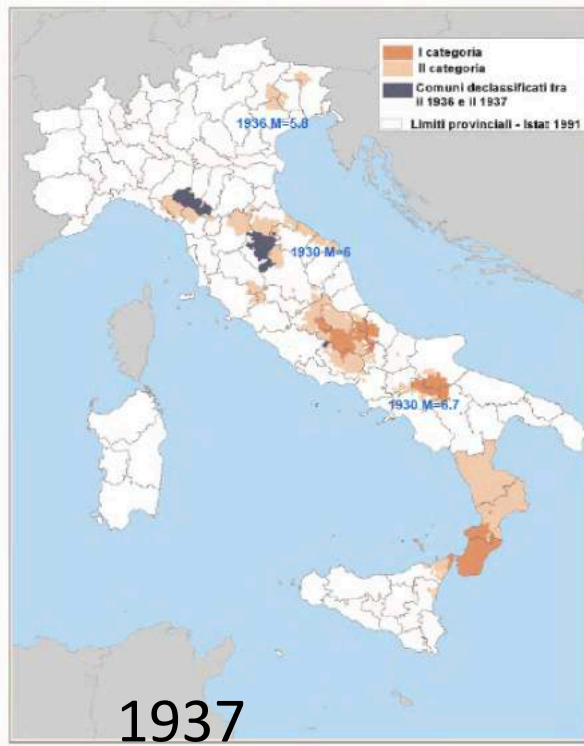 I categoria
II categoria
Comuni declassificati tra
il 1936 e il 1937
Limiti provinciali - Istat 1991
1936 M=5.8
1930 M=6
1930 M=6.7
1937